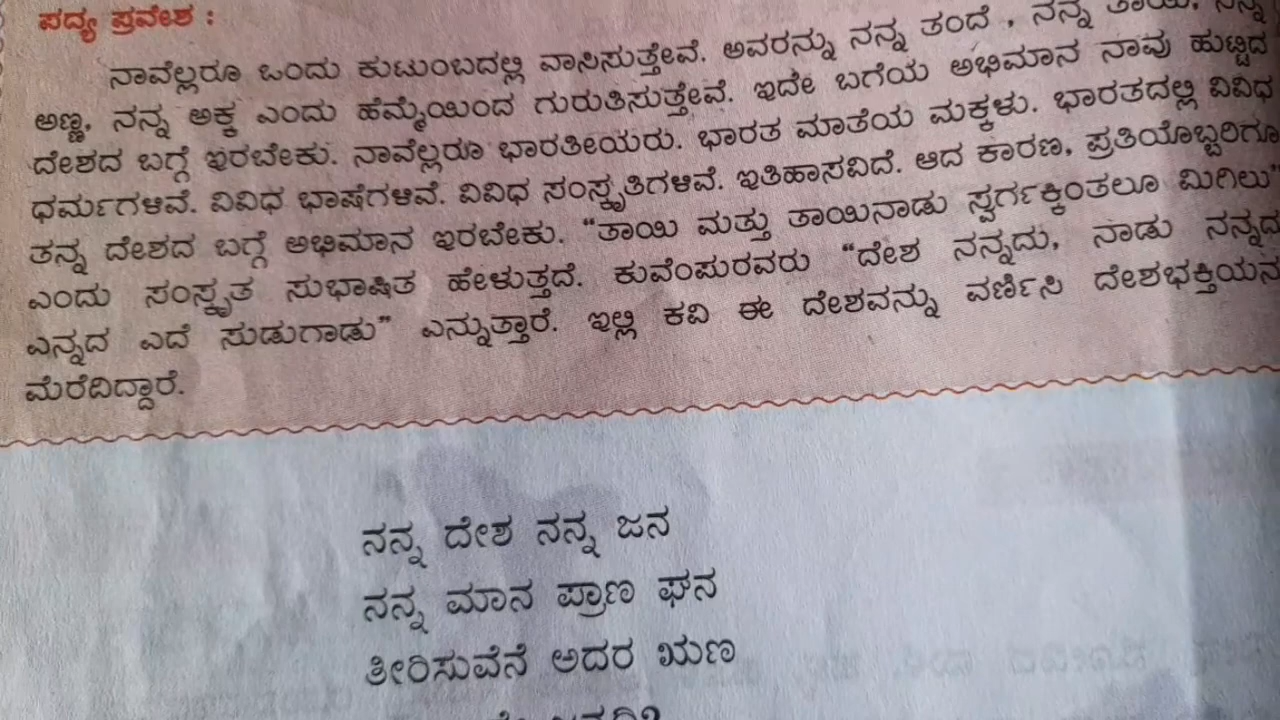 ಪದ್ಯ ಪ್ರವೇಶ :
ನಾವೆಲ್ಲರೂ ಒಂದು ಕುಟುಂಬದಲ್ಲಿ ವಾಸಿಸುತ್ತೇವೆ. ಅವರನ್ನು ನನ್ನ ತಂದೆ , ನನ್ನ ತಾಯಿ, ನನ್ನ
ಅಣ್ಣ, ನನ್ನ ಅಕ್ಕ ಎಂದು ಹೆಮ್ಮೆಯಿಂದ ಗುರುತಿಸುತ್ತೇವೆ. ಇದೇ ಬಗೆಯ ಅಭಿಮಾನ ನಾವು ಹುಟ್ಟಿದ
ದೇಶದ ಬಗ್ಗೆ ಇರಬೇಕು. ನಾವೆಲ್ಲರೂ ಭಾರತೀಯರು. ಭಾರತ ಮಾತೆಯ ಮಕ್ಕಳು. ಭಾರತದಲ್ಲಿ ವಿವಿಧ
ಧರ್ಮಗಳಿವೆ. ವಿವಿಧ ಭಾಷೆಗಳಿವೆ. ವಿವಿಧ ಸಂಸ್ಕೃತಿಗಳಿವೆ. ಇತಿಹಾಸವಿದೆ. ಆದ ಕಾರಣ, ಪ್ರತಿಯೊಬ್ಬರಿಗೂ
ತನ್ನ ದೇಶದ ಬಗ್ಗೆ ಅಭಿಮಾನ ಇರಬೇಕು. “ತಾಯಿ ಮತ್ತು ತಾಯಿನಾಡು ಸ್ವರ್ಗಕ್ಕಿಂತಲೂ ಮಿಗಿಲು”
ಎಂದು ಸಂಸ್ಕೃತ ಸುಭಾಷಿತ ಹೇಳುತ್ತದೆ. ಕುವೆಂಪುರವರು “ದೇಶ ನನ್ನದು, ನಾಡು ನನ್ನದ
ಎನ್ನದ ಎದೆ ಸುಡುಗಾಡು” ಎನ್ನುತ್ತಾರೆ. ಇಲ್ಲಿ ಕವಿ ಈ ದೇಶವನ್ನು ವರ್ಣಿಸಿ ದೇಶಭಕ್ತಿಯನ
ಮೆರೆದಿದ್ದಾರೆ.
ನನ್ನ ದೇಶ ನನ್ನ ಜನ
ನನ್ನ ಮಾನ ಪ್ರಾಣ ಘನ
ತೀರಿಸುವೆನೆ ಅದರ ಋಣ